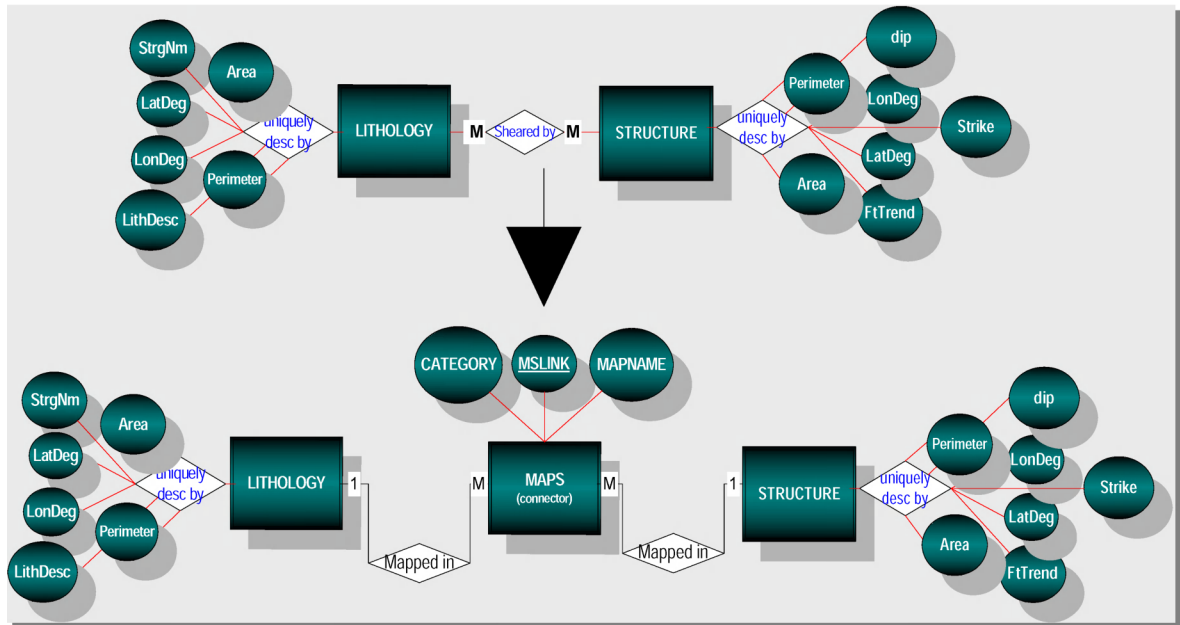 StrgNm
Area
LatDeg
uniquely
desc by
LonDeg
Perimeter
LithDesc
LITHOLOGY
M
Sheared by
M
STRUCTURE
uniquely
desc by
dip
Perimeter
LonDeg
Strike
LatDeg
Area
FtTrend
CATEGORY
MSLINK
MAPNAME
StrgNm
Area
LatDeg
uniquely
desc by
LonDeg
Perimeter
LithDesc
LITHOLOGY
1
Mapped in
M
MAPS
(connector)
M
Mapped in
1
STRUCTURE
uniquely
desc by
dip
Perimeter
LonDeg
Strike
LatDeg
Area
FtTrend